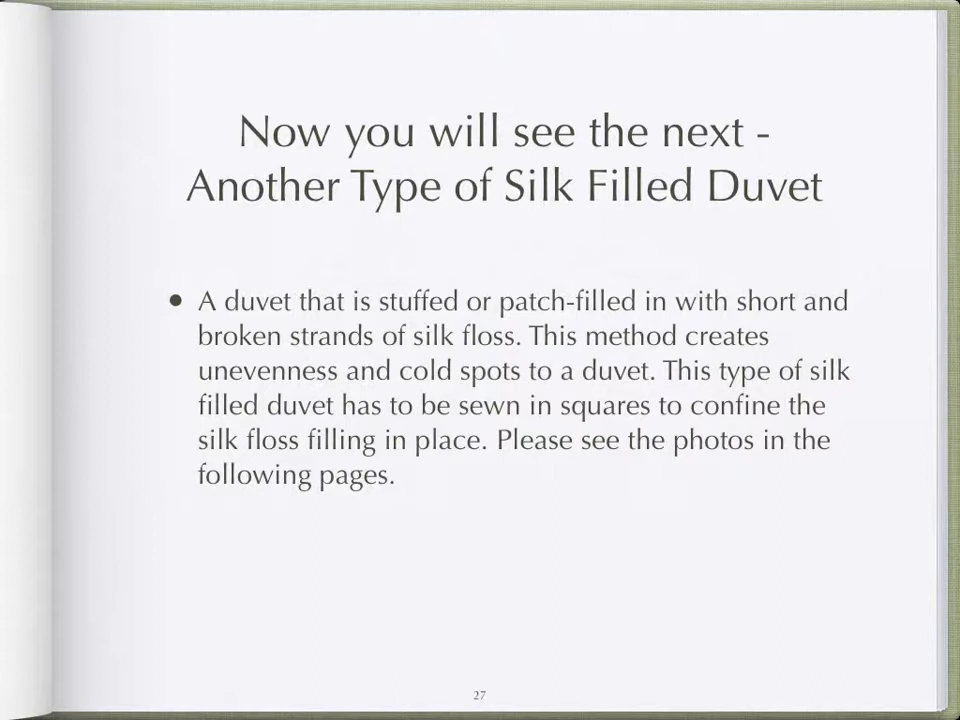 Now you will see the next -
Another Type of Silk Filled Duvet
• A duvet that is stuffed or patch-filled in with short and
broken strands of silk floss. This method creates
unevenness and cold spots to a duvet. This type of silk
filled duvet has to be sewn in squares to confine the
silk floss filling in place. Please see the photos in the
following pages.
27